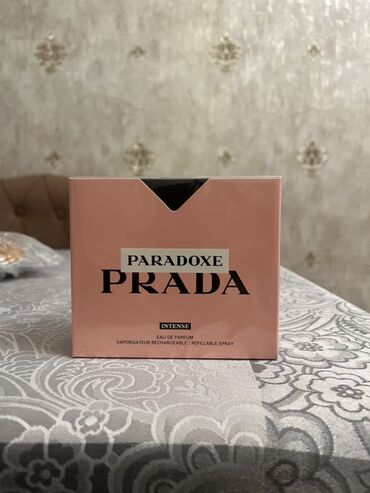 PARADOXE
PRADA
INTENSE
EAU DE PARFUM
VAPORISATEUR RECHARGEABLE / REFILLABLE SPRAY